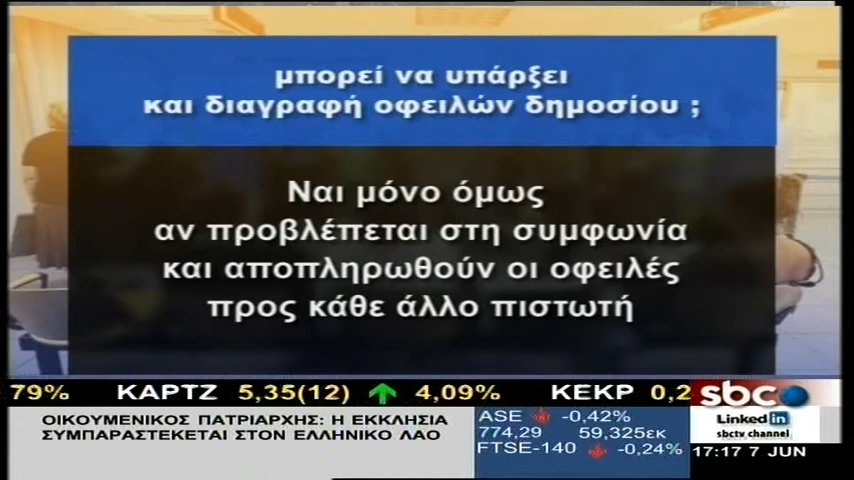 μπορεί να υπάρξει
και διαγραφή οφειλών δημοσίου ;
Ναι μόνο όμως
αν προβλέπεται στη συμφωνία
και αποπληρωθούν οι οφειλές
προς κάθε άλλο πιστωτή
.79% ΚΑΡΤΖ 5,35(12) 4,09% ΚΕΚΡ 0,2
sbc
ΟΙΚΟΥΜΕΝΙΚΟΣ ΠΑΤΡΙΑΡΧΗΣ: Η ΕΚΚΛΗΣΙΑ
ΣΥΜΠΑΡΑΣΤΕΚΕΤΑΙ ΣΤΟΝ ΕΛΛΗΝΙΚΟ ΛΑΟ
ASE -0,42%
774,29 59,325εκ
FTSE-140 -0,24%
Linked in
sbctv channel
17:17 7 JUN